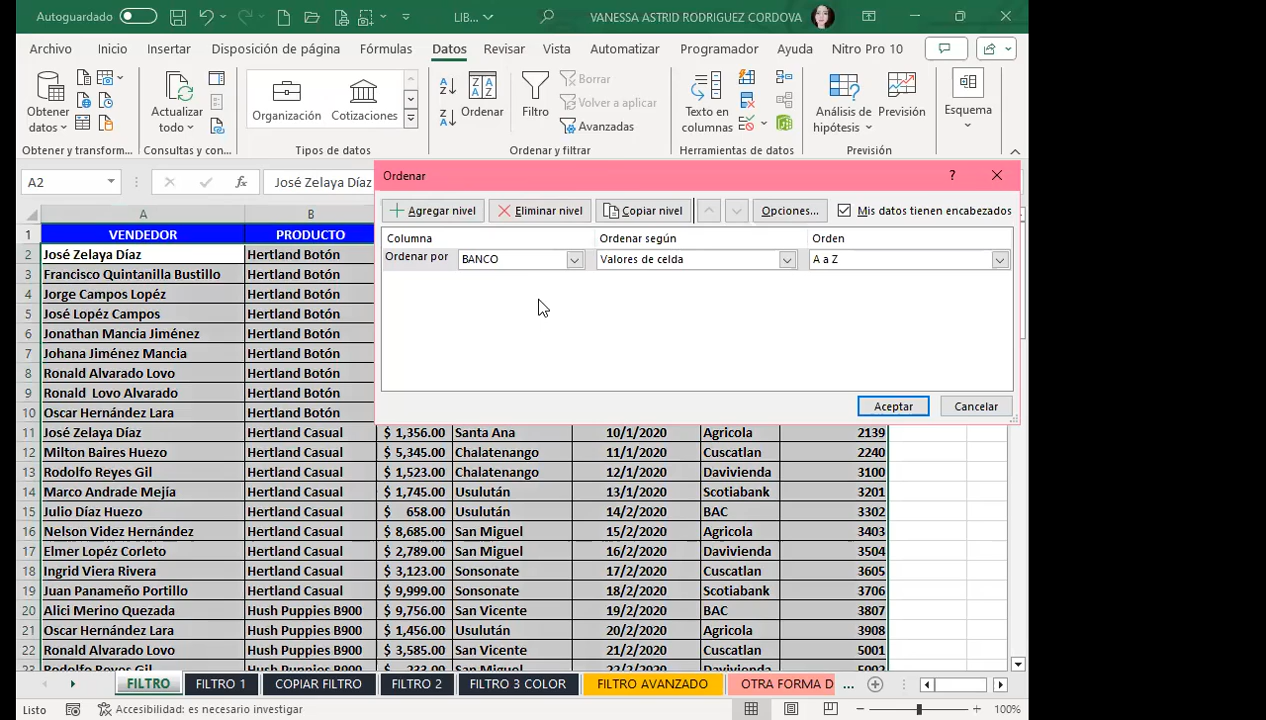 Autoguardado
LIB...
VANESSA ASTRID RODRIGUEZ CORDOVA
Archivo Inicio Insertar Disposición de página Fórmulas Datos Revisar Vista Automatizar Programador Ayuda Nitro Pro 10
Obtener datos
Actualizar todo
Organización Cotizaciones
Ordenar
Filtro
Borrar
Volver a aplicar
Avanzadas
Texto en columnas
Análisis de hipótesis
Previsión
Esquema
Obtener y transform... Consultas y con... Tipos de datos Ordenar y filtrar Herramientas de datos Previsión
A2 fx José Zelaya Díaz
Ordenar ?
Agregar nivel Eliminar nivel Copiar nivel Opciones... Mis datos tienen encabezados
Columna Ordenar según Orden
Ordenar por BANCO Valores de celda A a Z
Aceptar Cancelar
A B
1 VENDEDOR PRODUCTO
2 José Zelaya Díaz Hertland Botón
3 Francisco Quintanilla Bustillo Hertland Botón
4 Jorge Campos Lopéz Hertland Botón
5 José Lopéz Campos Hertland Botón
6 Jonathan Mancia Jiménez Hertland Botón
7 Johana Jiménez Mancia Hertland Botón
8 Ronald Alvarado Lovo Hertland Botón
9 Ronald  Lovo Alvarado Hertland Botón
10 Oscar Hernández Lara Hertland Botón
11 José Zelaya Díaz Hertland Casual $ 1,356.00 Santa Ana 10/1/2020 Agricola 2139
12 Milton Baires Huezo Hertland Casual $ 5,345.00 Chalatenango 11/1/2020 Cuscatlan 2240
13 Rodolfo Reyes Gil Hertland Casual $ 1,523.00 Chalatenango 12/1/2020 Davivienda 3100
14 Marco Andrade Mejía Hertland Casual $ 1,745.00 Usulután 13/1/2020 Scotiabank 3201
15 Julio Díaz Huezo Hertland Casual $ 658.00 Usulután 14/2/2020 BAC 3302
16 Nelson Videz Hernández Hertland Casual $ 8,685.00 San Miguel 15/2/2020 Agricola 3403
17 Elmer Lopéz Corleto Hertland Casual $ 2,789.00 San Miguel 16/2/2020 Davivienda 3504
18 Ingrid Viera Rivera Hertland Casual $ 3,123.00 Sonsonate 17/2/2020 Cuscatlan 3605
19 Juan Panameño Portillo Hertland Casual $ 9,999.00 Sonsonate 18/2/2020 Scotiabank 3706
20 Alici Merino Quezada Hush Puppies B900 $ 9,756.00 San Vicente 19/2/2020 BAC 3807
21 Oscar Hernández Lara Hush Puppies B900 $ 1,456.00 Usulután 20/2/2020 Agricola 3908
22 Ronald Alvarado Lovo Hush Puppies B900 $ 3,585.00 San Vicente 21/2/2020 Cuscatlan 5001
23 Rodolfo Reyes Gil Hush Puppies B900 $ 233.00 San Miguel 22/2/2020 Davivienda 5002
FILTRO FILTRO 1 COPIAR FILTRO FILTRO 2 FILTRO 3 COLOR FILTRO AVANZADO OTRA FORMA D ...
Listo Accesibilidad: es necesario investigar 100%